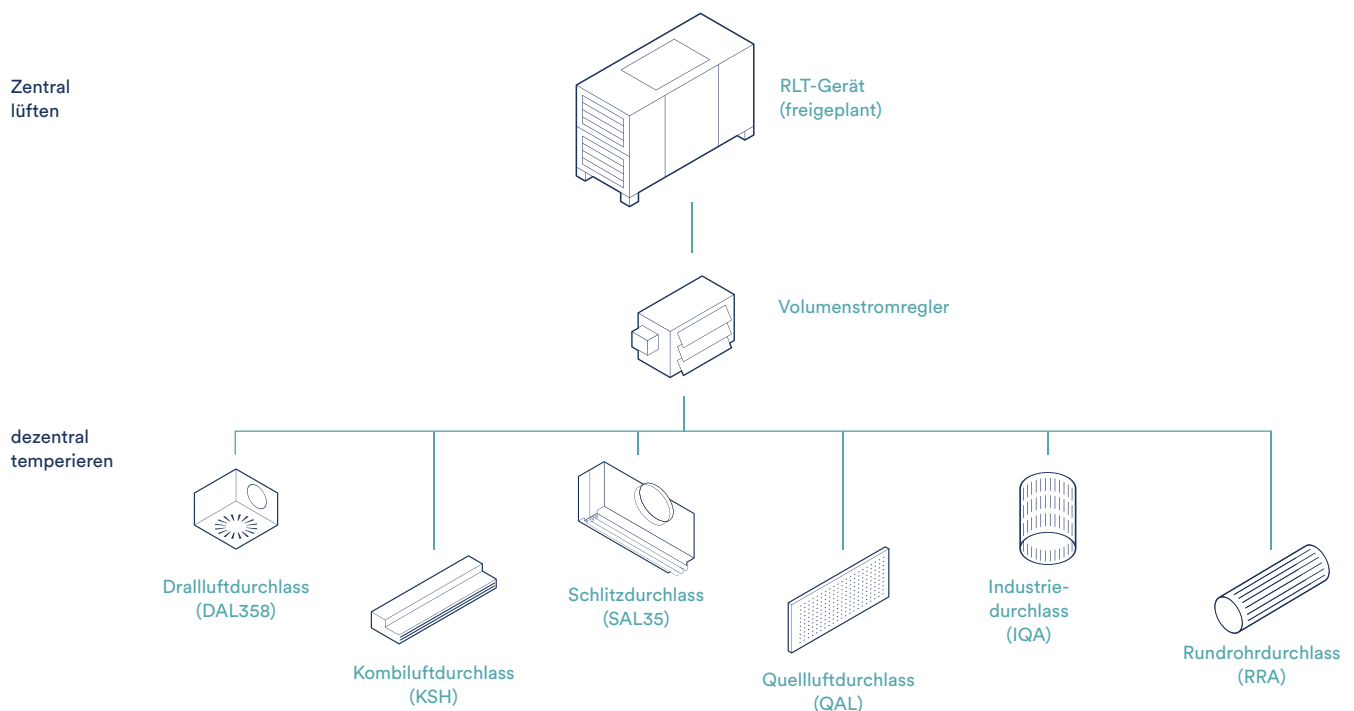 Zentral
lüften
RLT-Gerät
(freigeplant)
Volumenstromregler
dezentral
temperieren
Drallluftdurchlass
(DAL358)
Kombiluftdurchlass
(KSH)
Schlitzdurchlass
(SAL35)
Quellluftdurchlass
(QAL)
Industrie-
durchlass
(IQA)
Rundrohrdurchlass
(RRA)